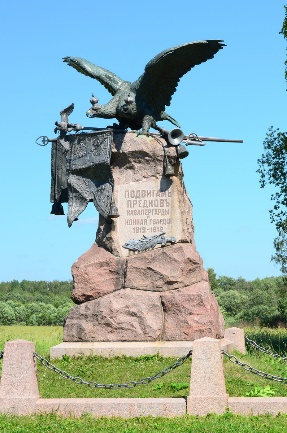 ПОДВИГАМЪ
ПРЕДКОВЪ
КАВАЛЕРГАРДЫ
И
КОННАЯ ГВАРДІЯ
1812-1912